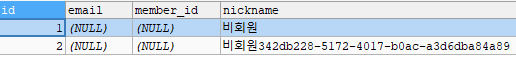 id email member_id nickname
1 (NULL) (NULL) 비회원
2 (NULL) (NULL) 비회원342db228-5172-4017-b0ac-a3d6dba84a89